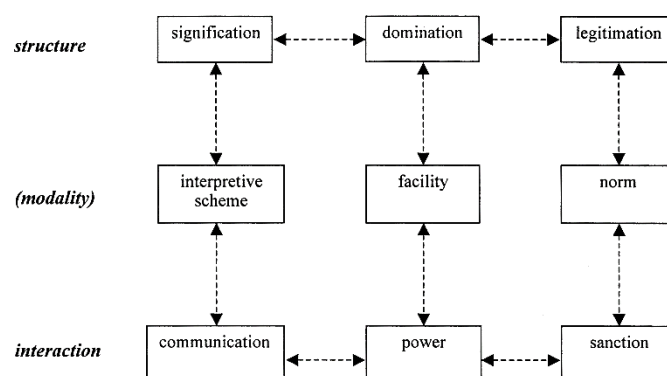 structure
signification
domination
legitimation
(modality)
interpretive
scheme
facility
norm
interaction
communication
power
sanction